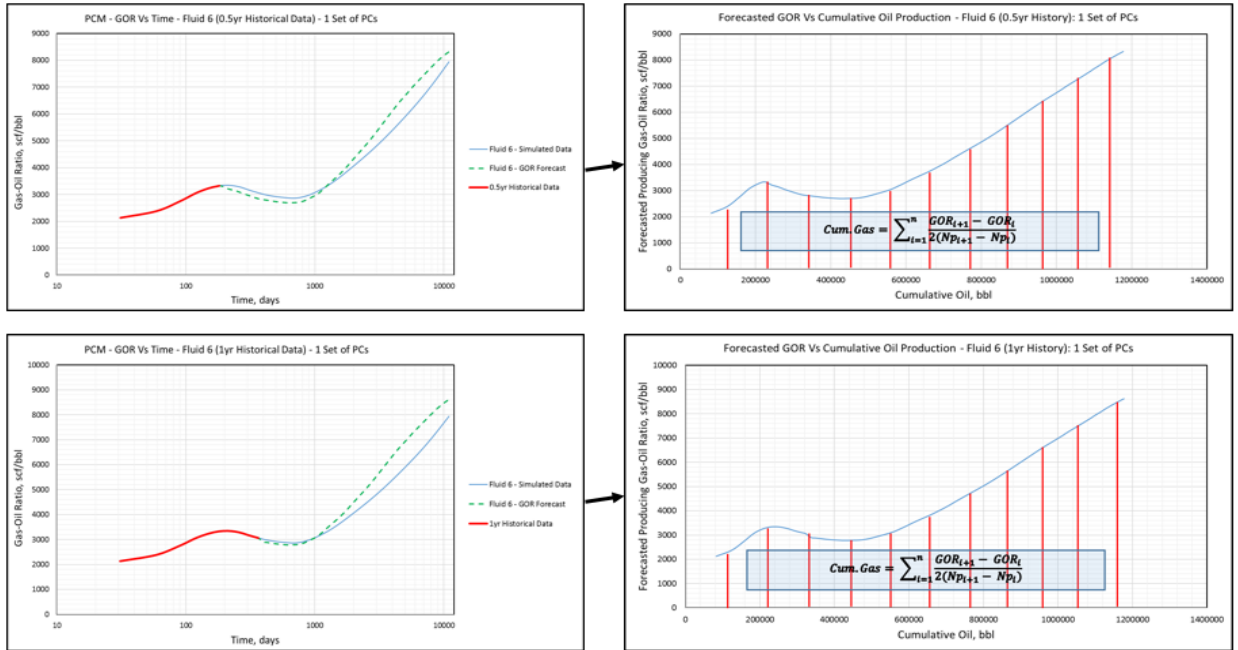 PCM - GOR Vs Time - Fluid 6 (0.5yr Historical Data) - 1 Set of PCs
Gas-Oil Ratio, scf/bbl
9000
8000
7000
6000
5000
4000
3000
2000
1000
0
10 100 1000 10000
Time, days
Fluid 6 - Simulated Data
Fluid 6 - GOR Forecast
0.5yr Historical Data
Forecasted GOR Vs Cumulative Oil Production - Fluid 6 (0.5yr History): 1 Set of PCs
Forecasted Producing Gas-Oil Ratio, scf/bbl
9000
8000
7000
6000
5000
4000
3000
2000
1000
0
Cum. Gas = ∑ⁿᵢ₌₁ (GORᵢ₊₁ − GORᵢ) / 2(Npᵢ₊₁ − Npᵢ)
0 200000 400000 600000 800000 1000000 1200000 1400000
Cumulative Oil, bbl
PCM - GOR Vs Time - Fluid 6 (1yr Historical Data) - 1 Set of PCs
Gas-Oil Ratio, scf/bbl
10000
9000
8000
7000
6000
5000
4000
3000
2000
1000
0
10 100 1000 10000
Time, days
Fluid 6 - Simulated Data
Fluid 6 - GOR Forecast
1yr Historical Data
Forecasted GOR Vs Cumulative Oil Production - Fluid 6 (1yr History): 1 Set of PCs
Forecasted Producing Gas-Oil Ratio, scf/bbl
10000
9000
8000
7000
6000
5000
4000
3000
2000
1000
0
Cum. Gas = ∑ⁿᵢ₌₁ (GORᵢ₊₁ − GORᵢ) / 2(Npᵢ₊₁ − Npᵢ)
0 200000 400000 600000 800000 1000000 1200000 1400000
Cumulative Oil, bbl